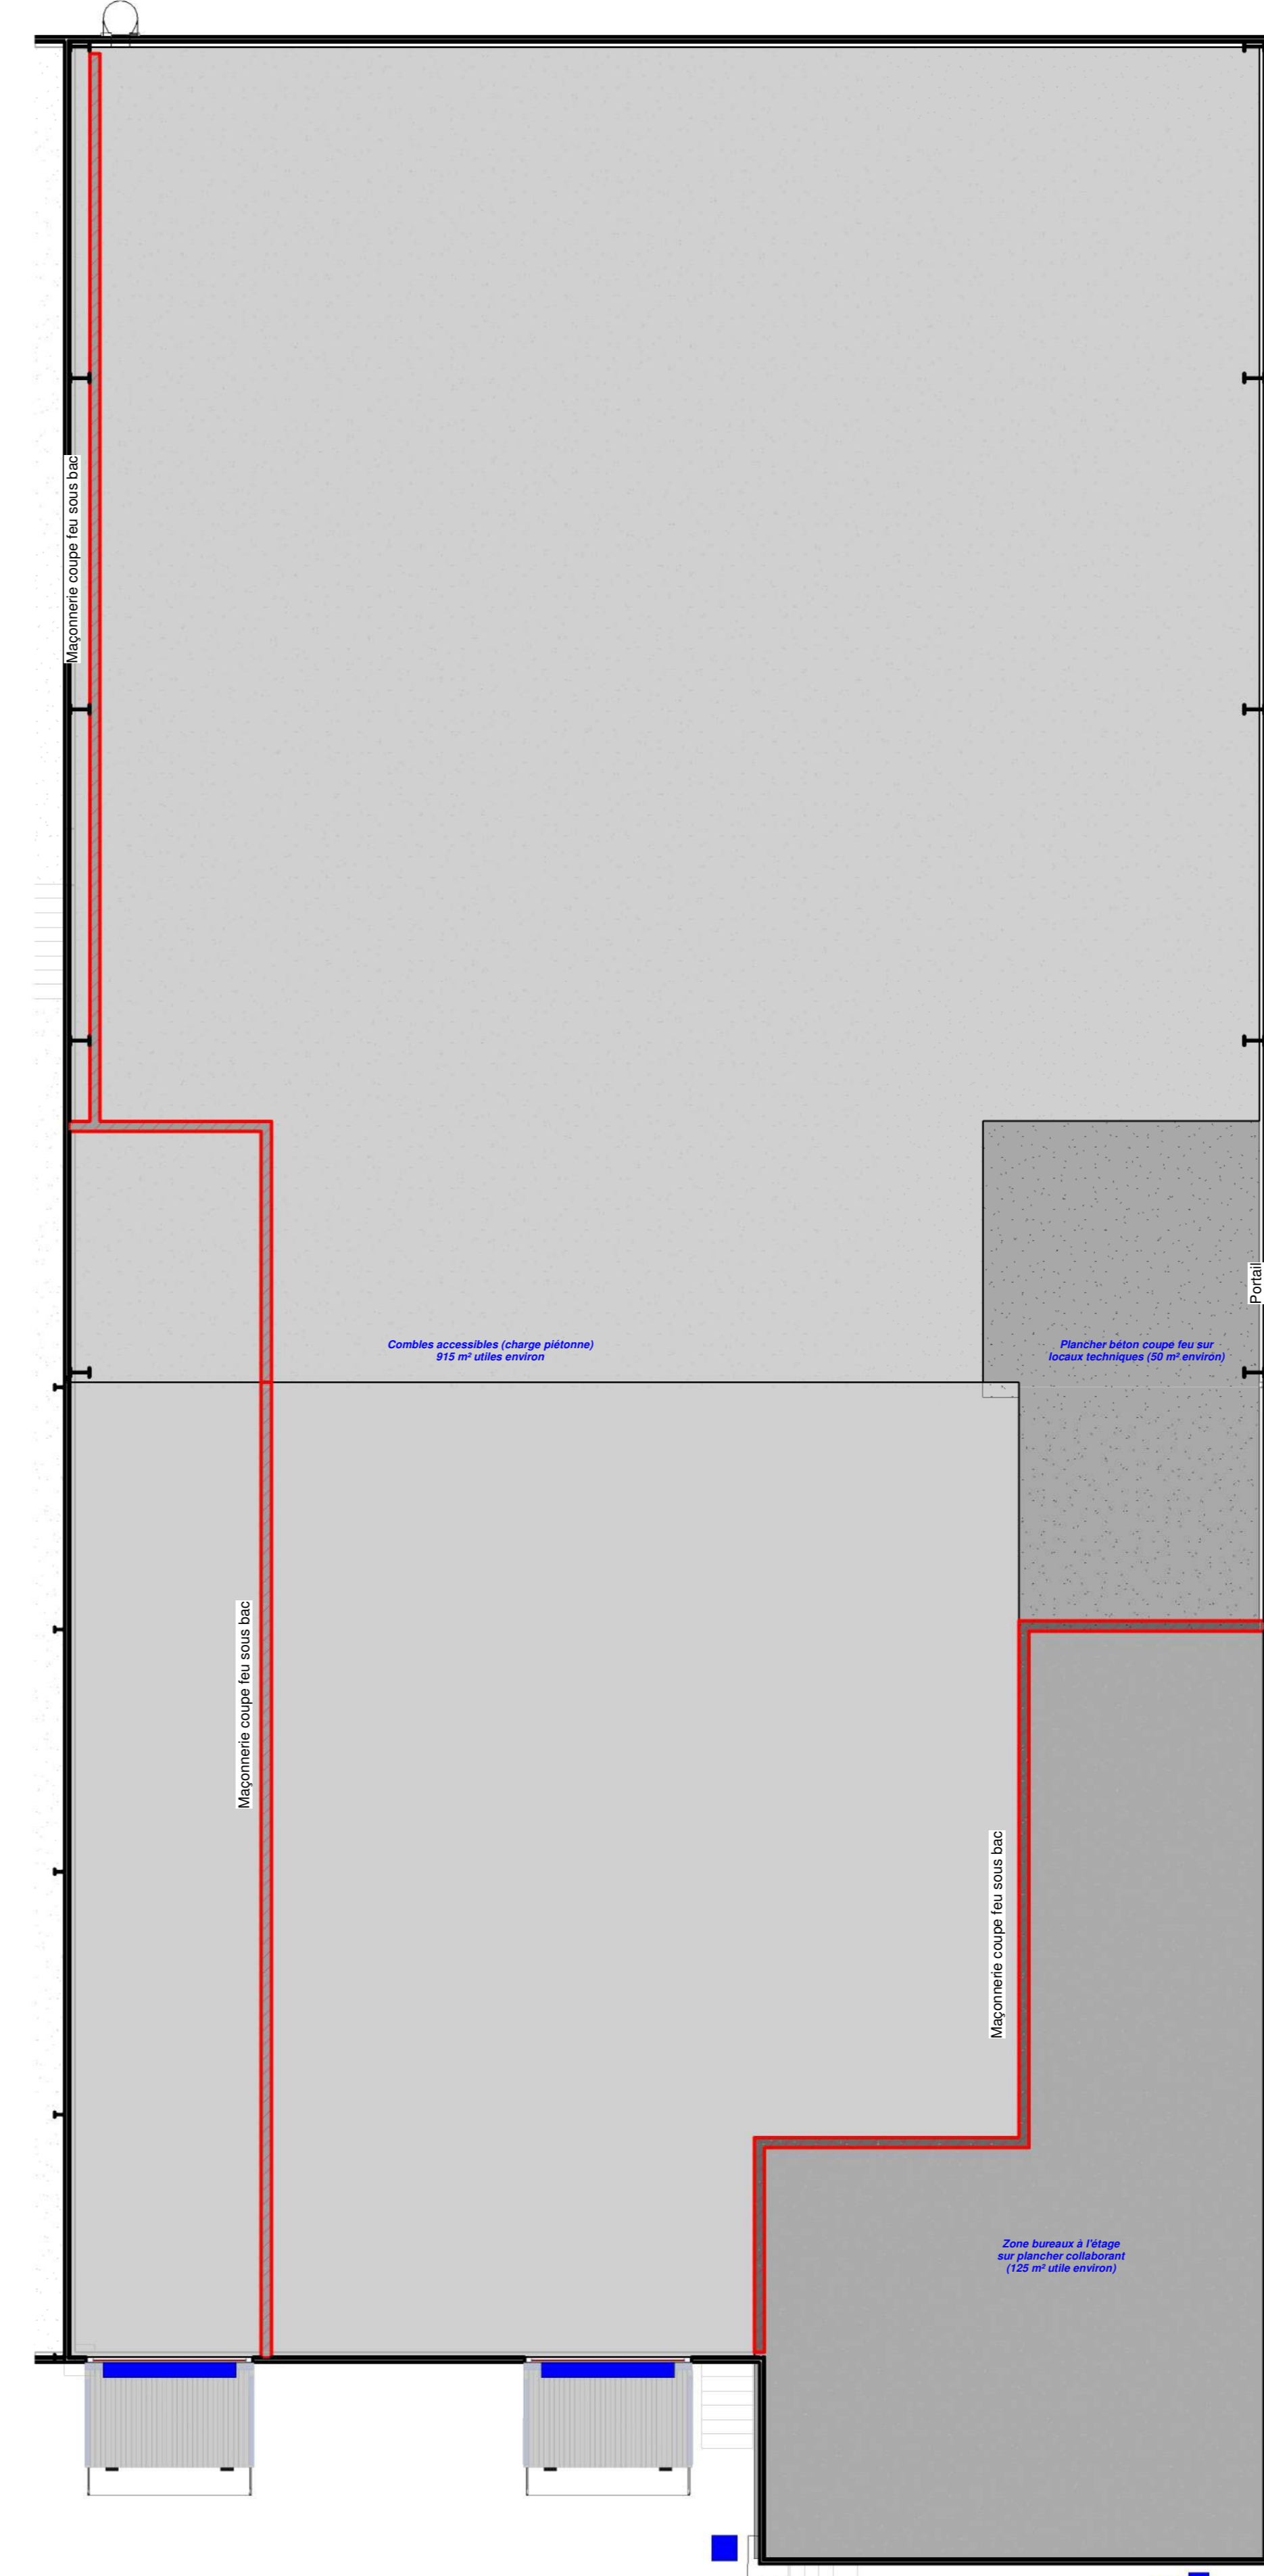 Maçonnerie coupe feu sous bac
Portail
Combles accessibles (charge piétonne)
915 m² utiles environ
Plancher béton coupe feu sur
locaux techniques (50 m² environ)
Maçonnerie coupe feu sous bac
Maçonnerie coupe feu sous bac
Zone bureaux à l'étage
sur plancher collaborant
(125 m² utile environ)